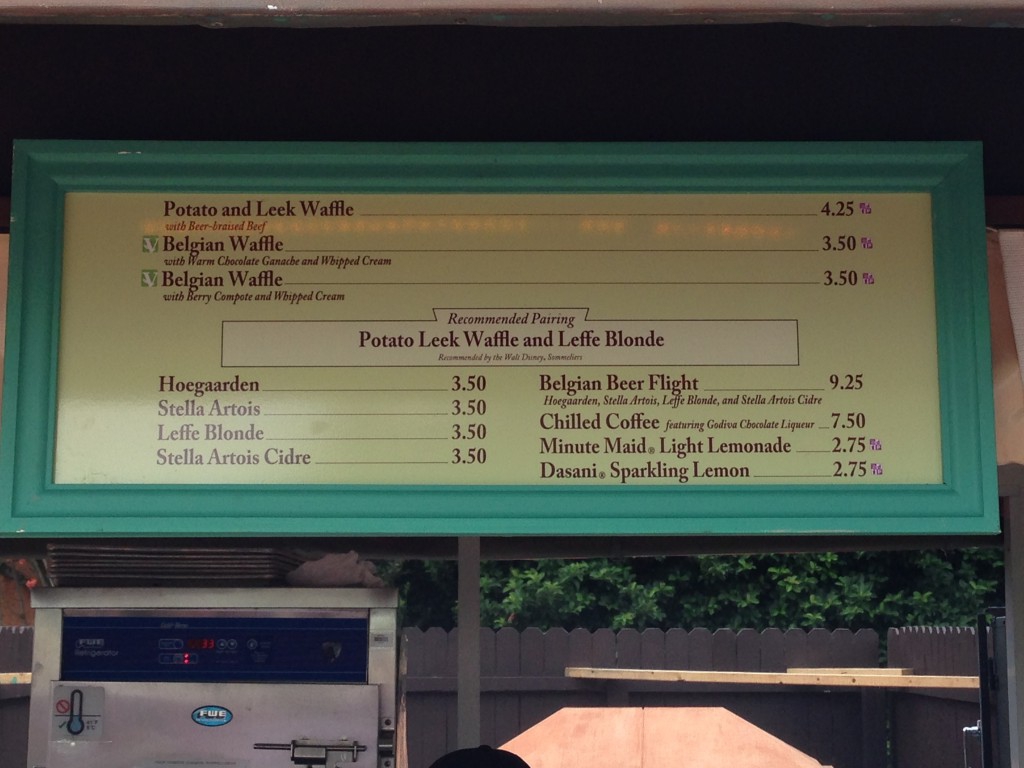 Potato and Leek Waffle 4.25
with Beer-braised Beef
V Belgian Waffle 3.50
with Warm Chocolate Ganache and Whipped Cream
V Belgian Waffle 3.50
with Berry Compote and Whipped Cream
Recommended Pairing
Potato Leek Waffle and Leffe Blonde
Recommended by the Walt Disney, Sommeliers
Hoegaarden 3.50
Stella Artois 3.50
Leffe Blonde 3.50
Stella Artois Cidre 3.50
Belgian Beer Flight 9.25
Hoegaarden, Stella Artois, Leffe Blonde, and Stella Artois Cidre
Chilled Coffee featuring Godiva Chocolate Liqueur 7.50
Minute Maid® Light Lemonade 2.75
Dasani® Sparkling Lemon 2.75
FWE
Refrigerator
FWE